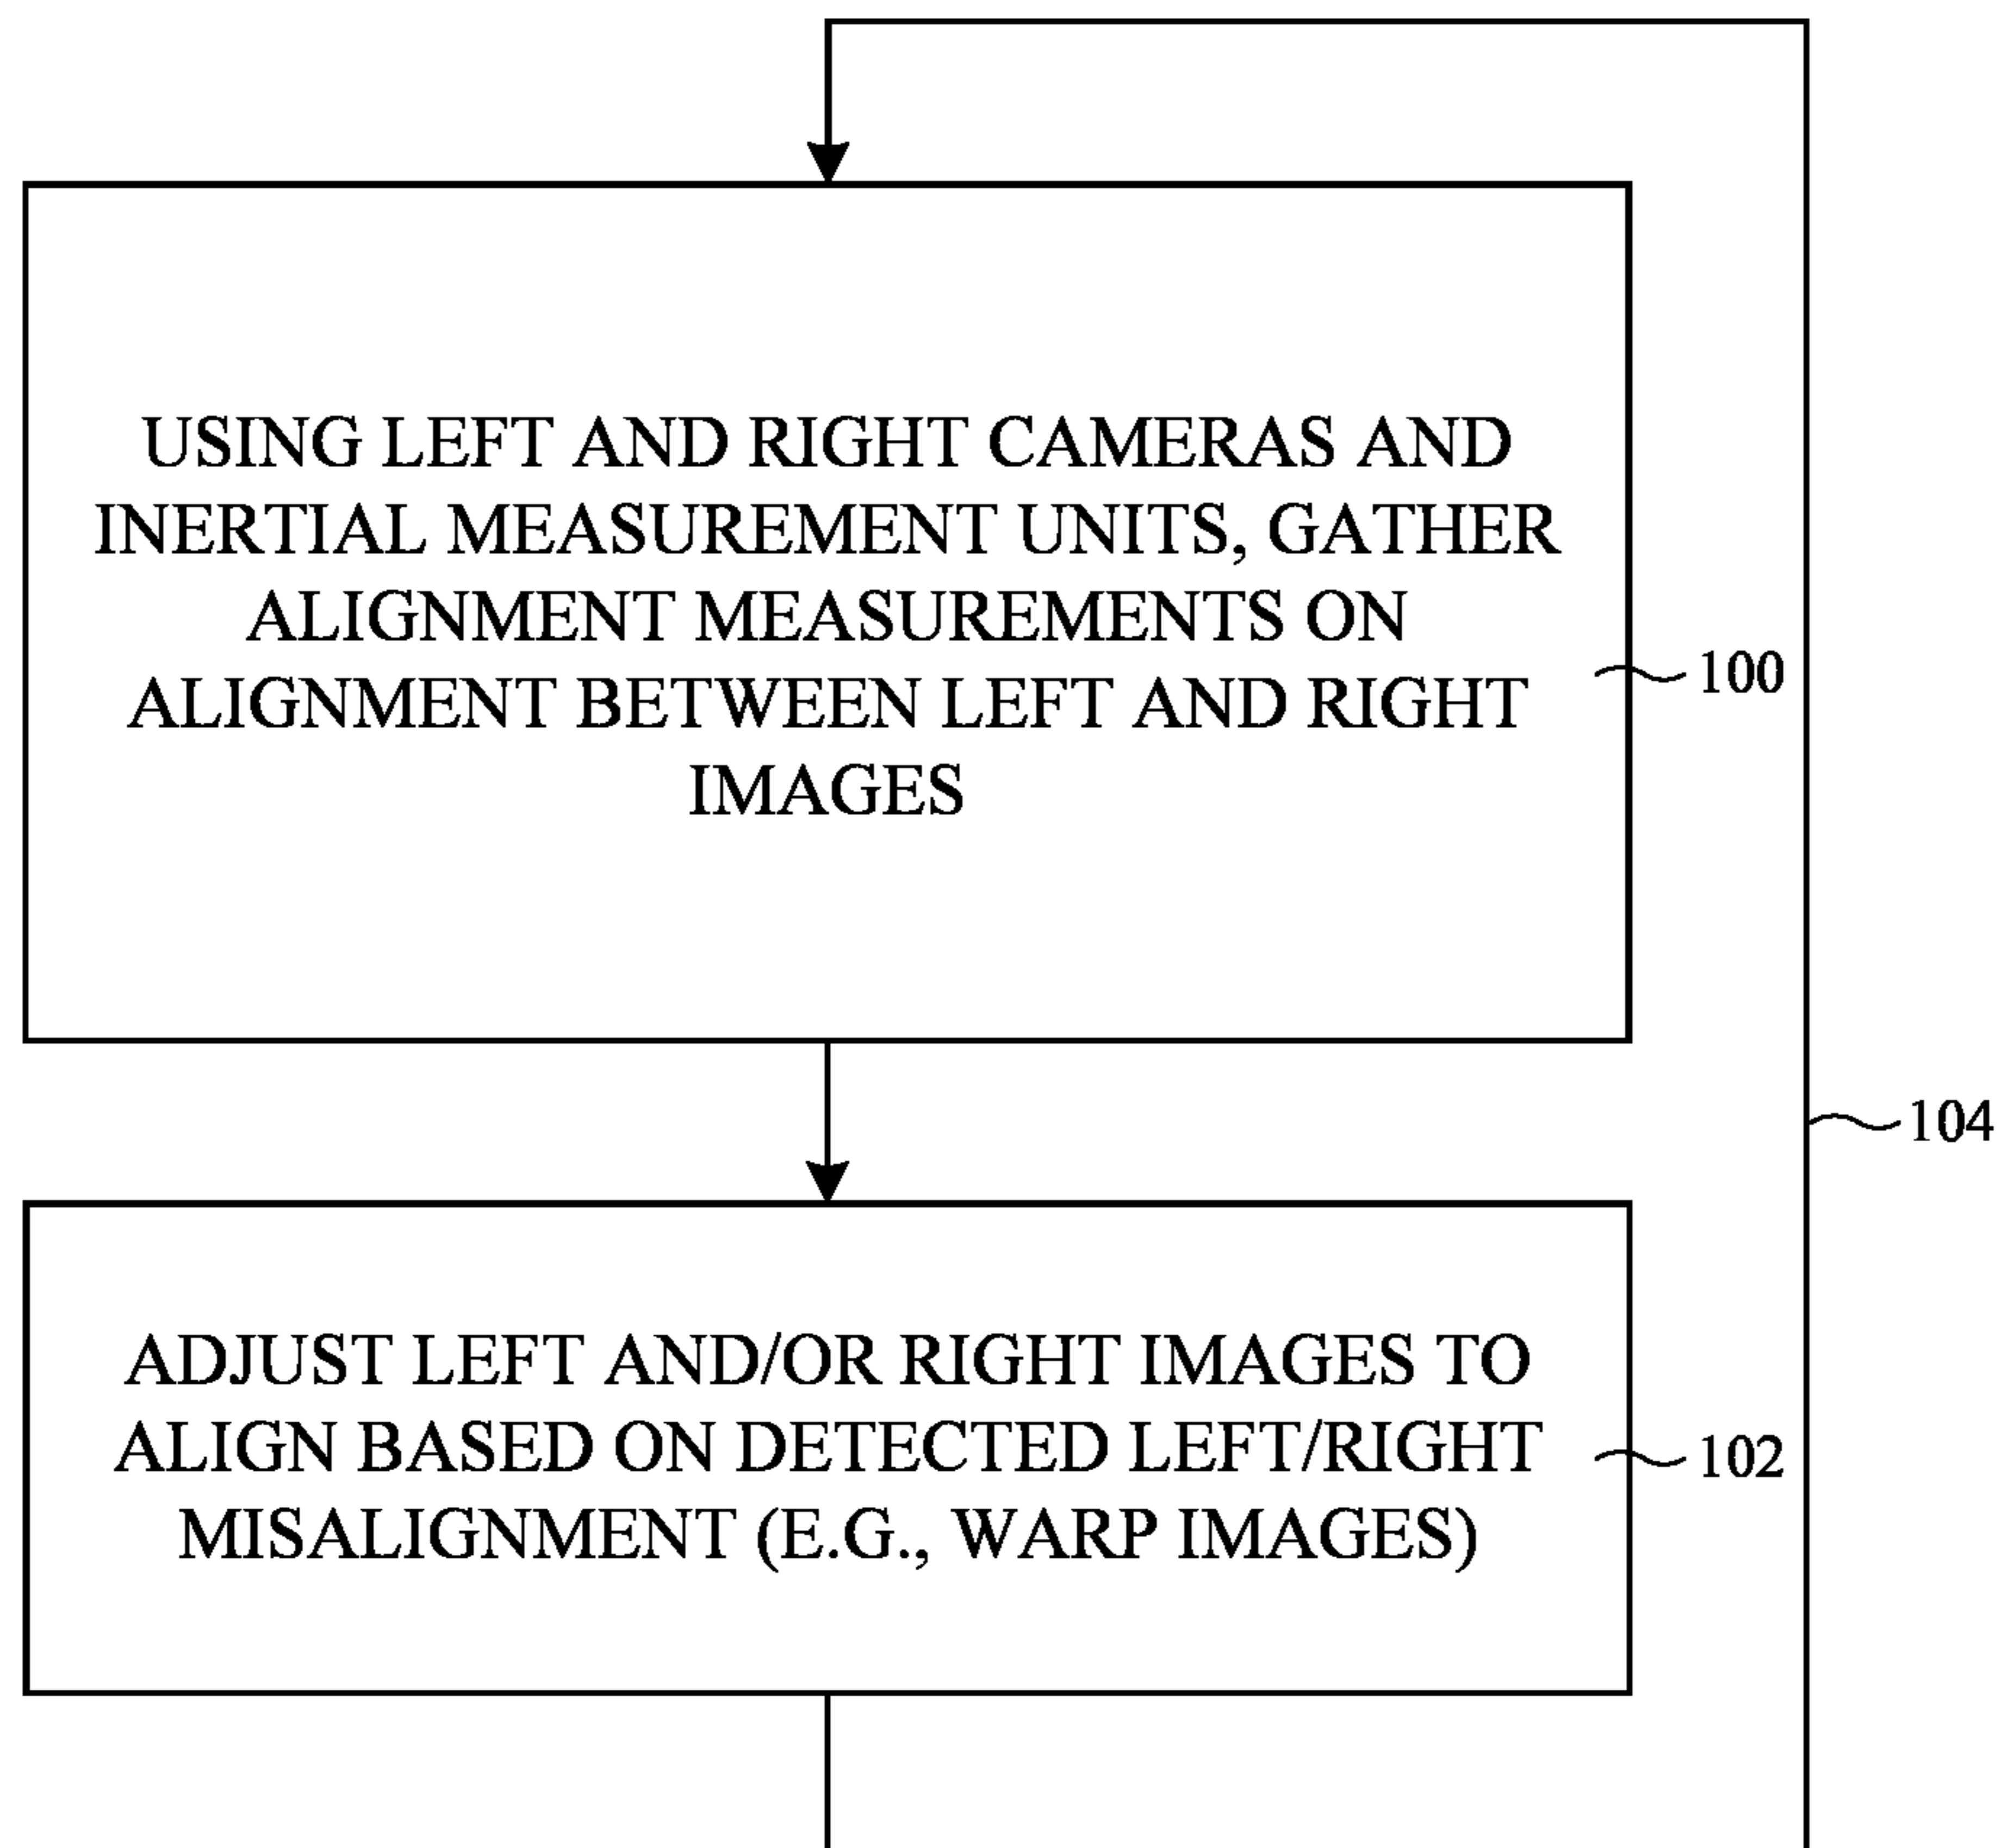 USING LEFT AND RIGHT CAMERAS AND
INERTIAL MEASUREMENT UNITS, GATHER
ALIGNMENT MEASUREMENTS ON
ALIGNMENT BETWEEN LEFT AND RIGHT
IMAGES
100
104
ADJUST LEFT AND/OR RIGHT IMAGES TO
ALIGN BASED ON DETECTED LEFT/RIGHT
MISALIGNMENT (E.G., WARP IMAGES)
102